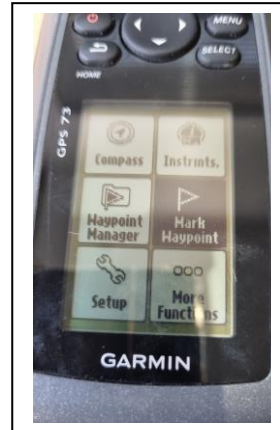 MENU
SELECT
HOME
GPS 73
Compass
Instrmts.
Waypoint
Manager
Mark
Waypoint
Setup
More
Functions
GARMIN